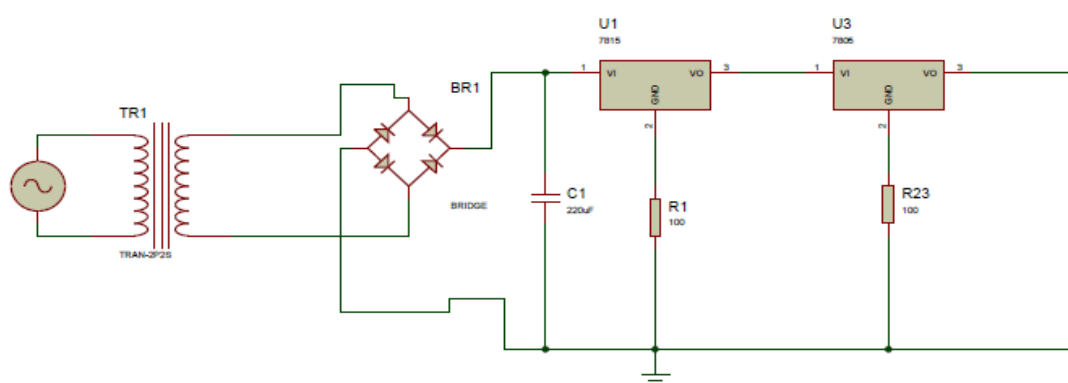 TR1
TRAN-2P2S
BR1
BRIDGE
C1
220uF
U1
7815
1
VI
VO
3
GND
2
R1
100
U3
7805
1
VI
VO
3
GND
2
R23
100